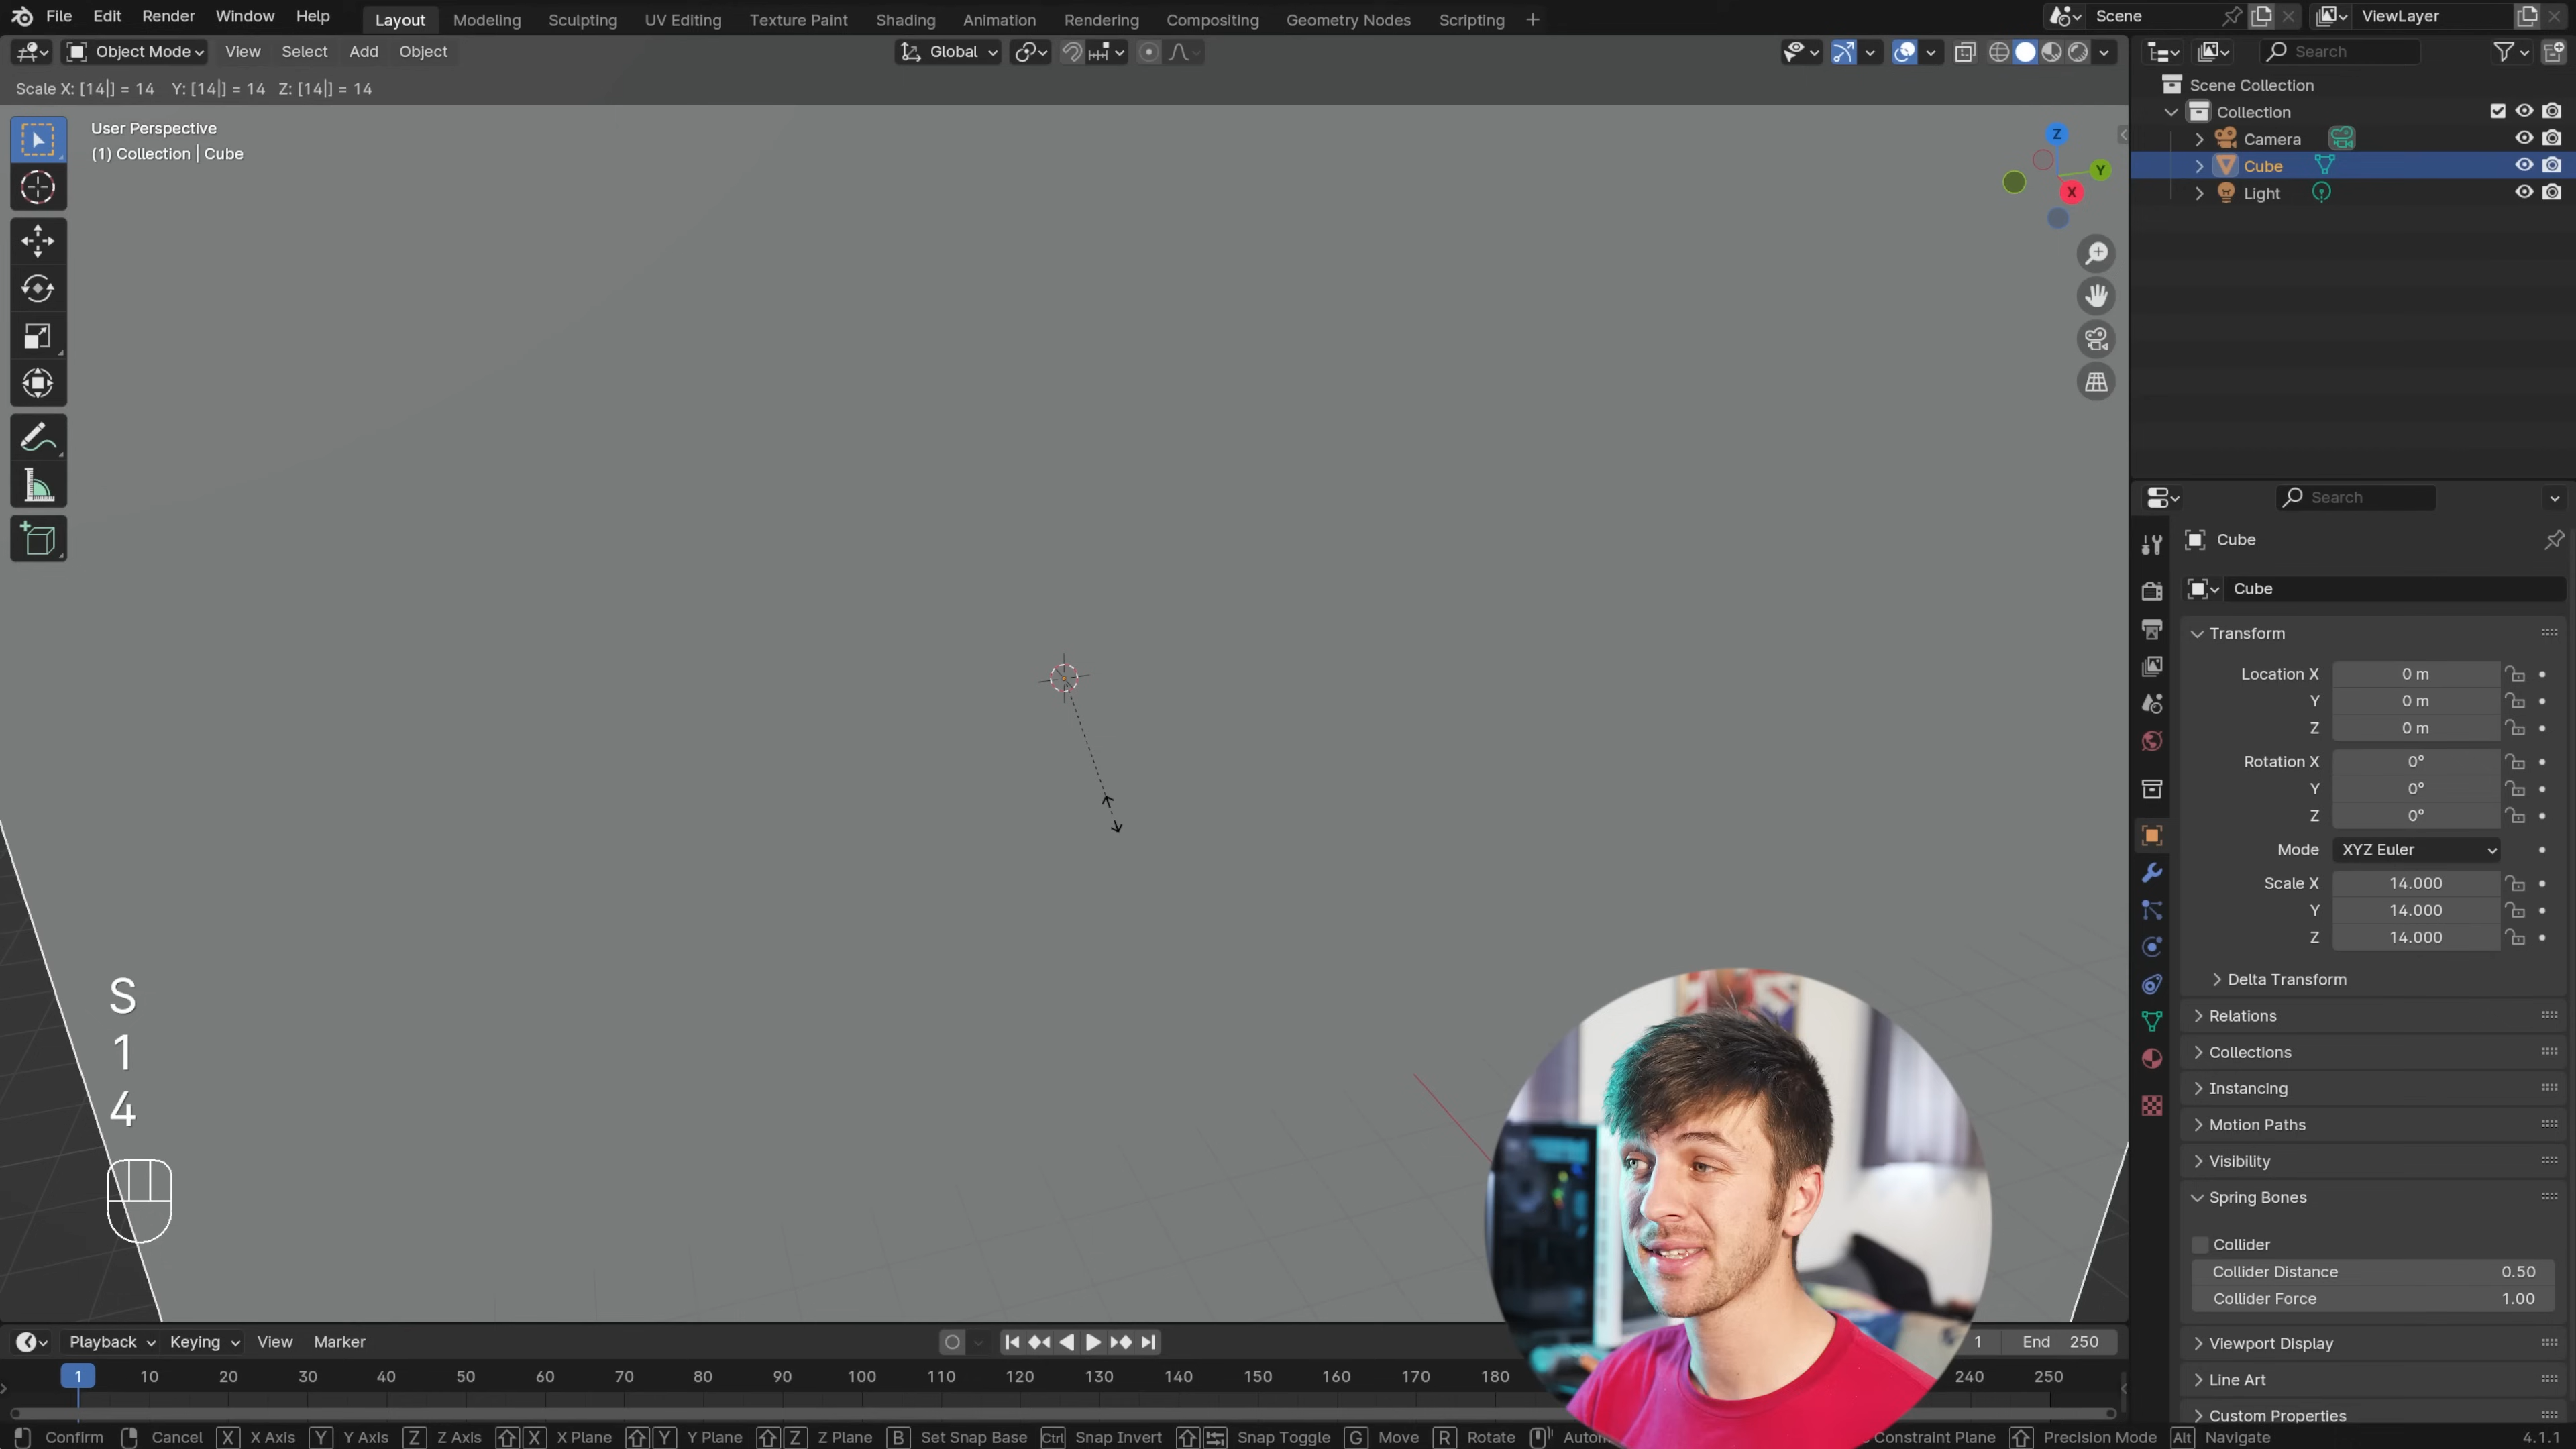 File Edit Render Window Help
Layout Modeling Sculpting UV Editing Texture Paint Shading Animation Rendering Compositing Geometry Nodes Scripting +
Scene
ViewLayer
Object Mode View Select Add Object
Global
Search
Scale X: [14|] = 14 Y: [14|] = 14 Z: [14|] = 14
User Perspective
(1) Collection | Cube
Z
Y
X
Scene Collection
Collection
Camera
Cube
Light
Search
Cube
Cube
Transform
Location X 0 m
Y 0 m
Z 0 m
Rotation X 0°
Y 0°
Z 0°
Mode XYZ Euler
Scale X 14.000
Y 14.000
Z 14.000
Delta Transform
Relations
Collections
Instancing
Motion Paths
Visibility
Spring Bones
Collider
Collider Distance 0.50
Collider Force 1.00
Viewport Display
Line Art
Custom Properties
S
1
4
Playback Keying View Marker
1 End 250
1 10 20 30 40 50 60 70 80 90 100 110 120 130 140 150 160 170 180 240 250
Confirm Cancel X X Axis Y Y Axis Z Z Axis X X Plane Y Y Plane Z Z Plane B Set Snap Base Ctrl Snap Invert Snap Toggle G Move R Rotate Constraint Plane Precision Mode Alt Navigate 4.1.1